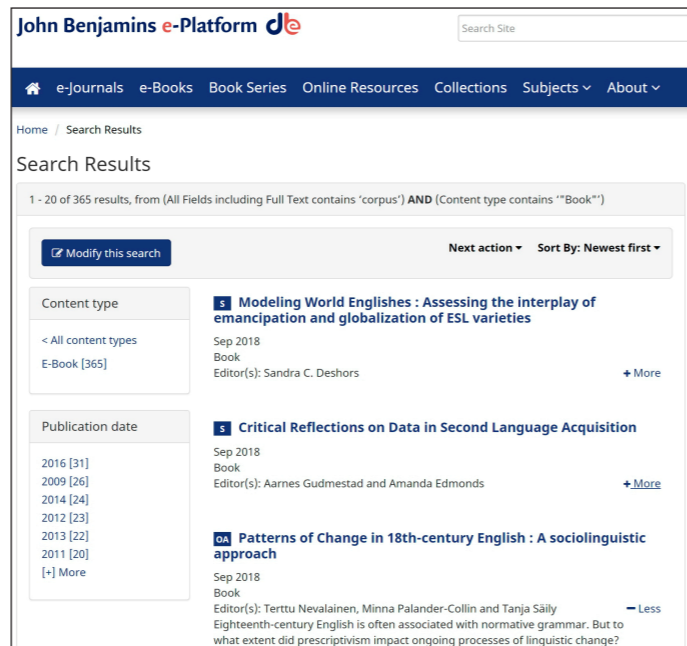 John Benjamins e-Platform
Search Site
e-Journals e-Books Book Series Online Resources Collections Subjects About
Home / Search Results
Search Results
1 - 20 of 365 results, from (All Fields including Full Text contains 'corpus') AND (Content type contains '"Book"')
Modify this search
Next action Sort By: Newest first
Content type
< All content types
E-Book [365]
Publication date
2016 [31]
2009 [26]
2014 [24]
2012 [23]
2013 [22]
2011 [20]
[+] More
S Modeling World Englishes : Assessing the interplay of
emancipation and globalization of ESL varieties
Sep 2018
Book
Editor(s): Sandra C. Deshors
+ More
S Critical Reflections on Data in Second Language Acquisition
Sep 2018
Book
Editor(s): Aarnes Gudmestad and Amanda Edmonds
+ More
OA Patterns of Change in 18th-century English : A sociolinguistic
approach
Sep 2018
Book
Editor(s): Terttu Nevalainen, Minna Palander-Collin and Tanja Säily
− Less
Eighteenth-century English is often associated with normative grammar. But to
what extent did prescriptivism impact ongoing processes of linguistic change?